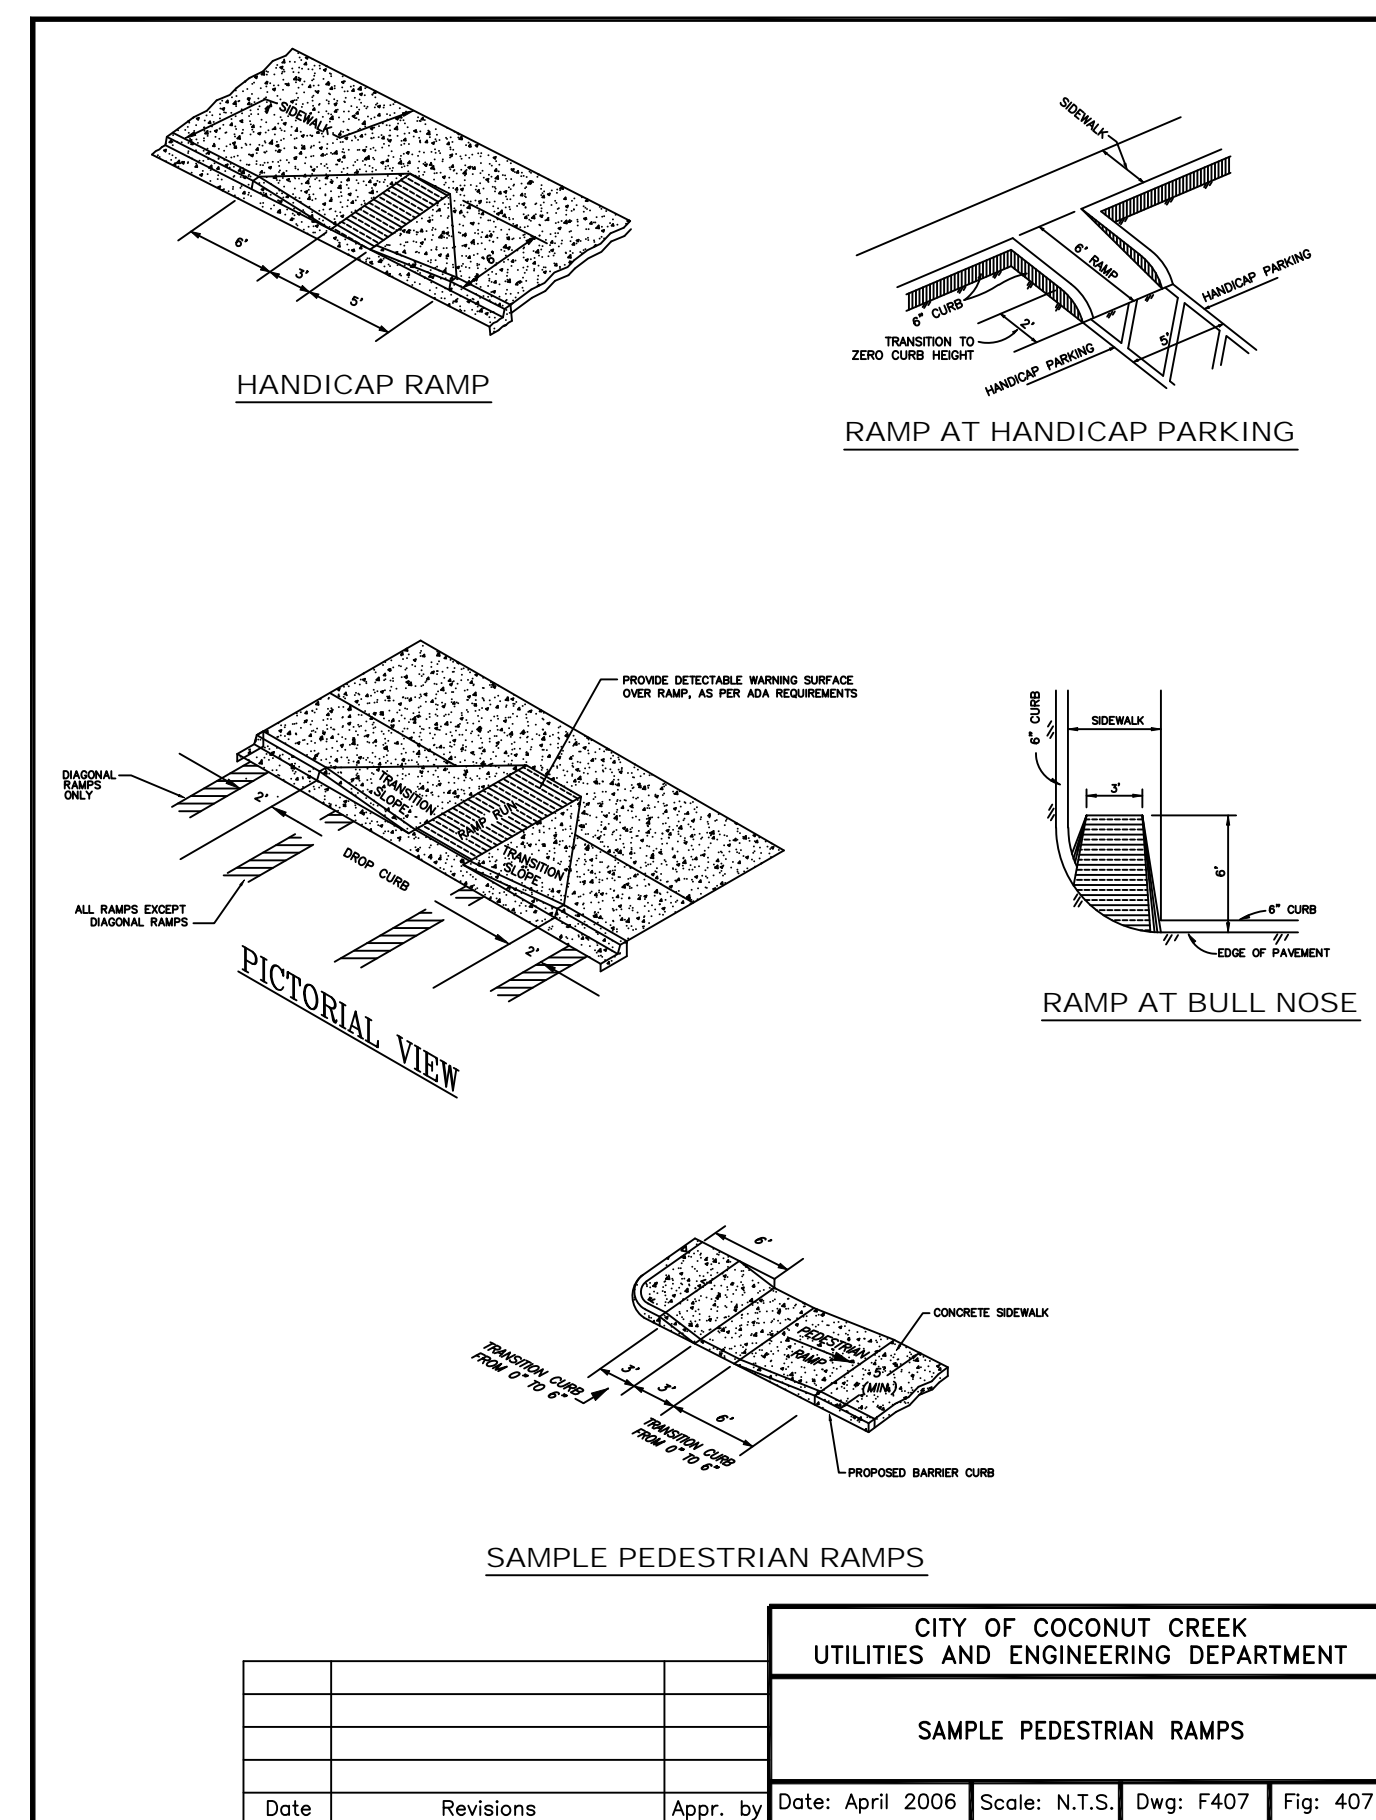 SIDEWALK
6'
3'
5'
6'
HANDICAP RAMP
SIDEWALK
6' RAMP
HANDICAP PARKING
6" CURB
2'
5'
TRANSITION TO
ZERO CURB HEIGHT
HANDICAP PARKING
RAMP AT HANDICAP PARKING
PROVIDE DETECTABLE WARNING SURFACE
OVER RAMP, AS PER ADA REQUIREMENTS
DIAGONAL
RAMPS
ONLY
2'
TRANSITION
SLOPE
RAMP RUN
TRANSITION
SLOPE
DROP CURB
ALL RAMPS EXCEPT
DIAGONAL RAMPS
2'
PICTORIAL VIEW
6" CURB
SIDEWALK
3'
6'
6" CURB
EDGE OF PAVEMENT
RAMP AT BULL NOSE
6'
CONCRETE SIDEWALK
PEDESTRIAN
RAMP
5'
(MIN.)
TRANSITION CURB
FROM 0" TO 6"
3'
3'
6'
TRANSITION CURB
FROM 0" TO 6"
PROPOSED BARRIER CURB
SAMPLE PEDESTRIAN RAMPS
CITY OF COCONUT CREEK
UTILITIES AND ENGINEERING DEPARTMENT
SAMPLE PEDESTRIAN RAMPS
Date Revisions Appr. by
Date: April 2006 Scale: N.T.S. Dwg: F407 Fig: 407